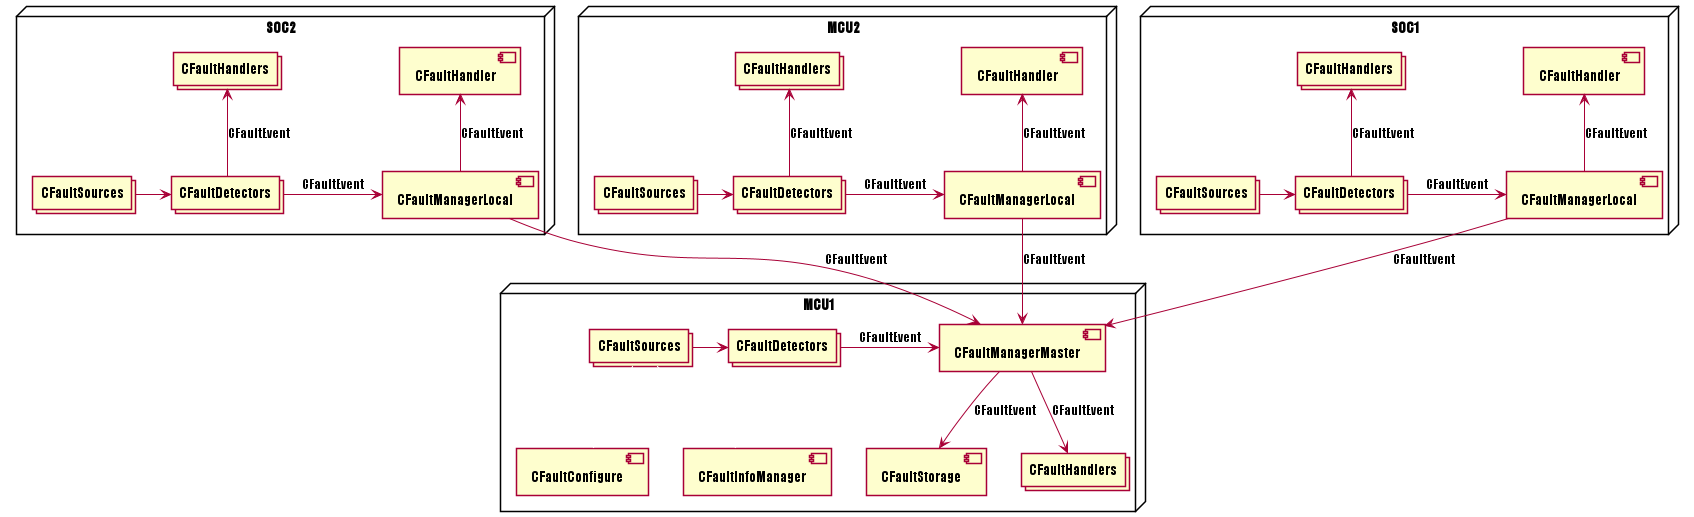 SOC2
CFaultHandlers
CFaultHandler
CFaultEvent
CFaultEvent
CFaultSources
CFaultDetectors
CFaultEvent
CFaultManagerLocal
MCU2
CFaultHandlers
CFaultHandler
CFaultEvent
CFaultEvent
CFaultSources
CFaultDetectors
CFaultEvent
CFaultManagerLocal
SOC1
CFaultHandlers
CFaultHandler
CFaultEvent
CFaultEvent
CFaultSources
CFaultDetectors
CFaultEvent
CFaultManagerLocal
CFaultEvent
CFaultEvent
CFaultEvent
MCU1
CFaultSources
CFaultDetectors
CFaultEvent
CFaultManagerMaster
CFaultEvent
CFaultEvent
CFaultConfigure
CFaultInfoManager
CFaultStorage
CFaultHandlers